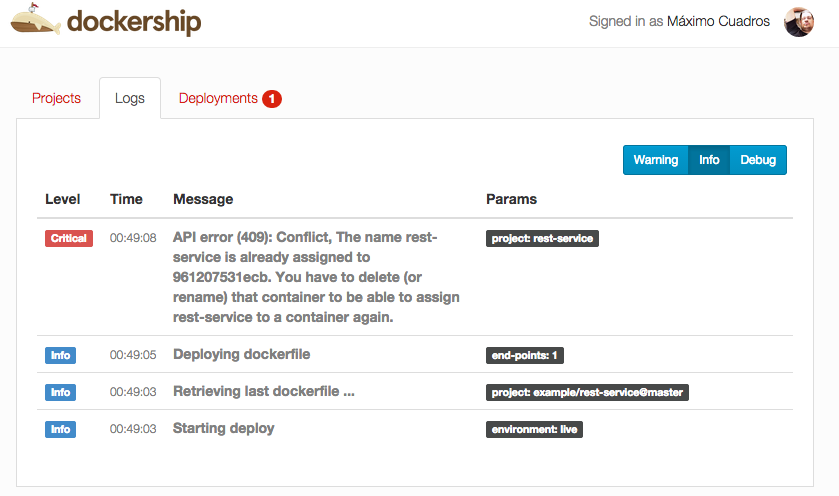 dockership
Signed in as Máximo Cuadros
Projects Logs Deployments 1
Warning Info Debug
Level Time Message Params
Critical 00:49:08 API error (409): Conflict, The name rest- project: rest-service
service is already assigned to
961207531ecb. You have to delete (or
rename) that container to be able to assign
rest-service to a container again.
Info 00:49:05 Deploying dockerfile end-points: 1
Info 00:49:03 Retrieving last dockerfile ... project: example/rest-service@master
Info 00:49:03 Starting deploy environment: live